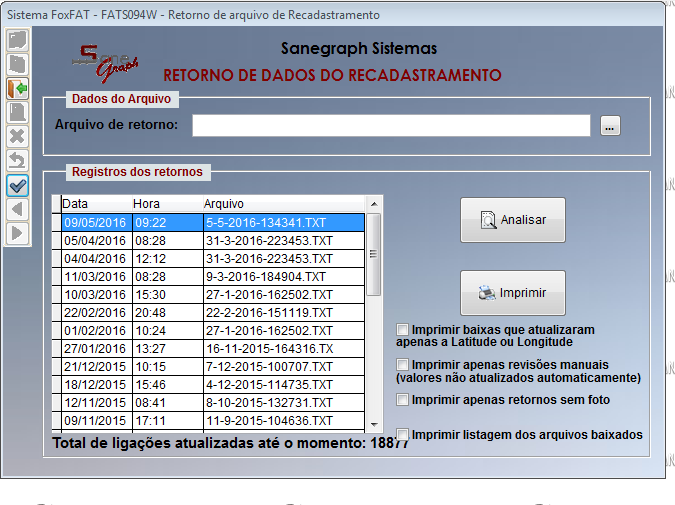 Sistema FoxFAT - FATS094W - Retorno de arquivo de Recadastramento
Sane Graph
Sanegraph Sistemas
RETORNO DE DADOS DO RECADASTRAMENTO
Dados do Arquivo
Arquivo de retorno:
...
Registros dos retornos
Data Hora Arquivo
09/05/2016 09:22 5-5-2016-134341.TXT
05/04/2016 08:28 31-3-2016-223453.TXT
04/04/2016 12:12 31-3-2016-223453.TXT
11/03/2016 08:28 9-3-2016-184904.TXT
10/03/2016 15:30 27-1-2016-162502.TXT
22/02/2016 20:48 22-2-2016-151119.TXT
01/02/2016 10:24 27-1-2016-162502.TXT
27/01/2016 13:27 16-11-2015-164316.TX
21/12/2015 10:15 7-12-2015-100707.TXT
18/12/2015 15:46 4-12-2015-114735.TXT
12/11/2015 08:41 8-10-2015-132731.TXT
09/11/2015 17:11 11-9-2015-104636.TXT
Analisar
Imprimir
Imprimir baixas que atualizaram
apenas a Latitude ou Longitude
Imprimir apenas revisões manuais
(valores não atualizados automaticamente)
Imprimir apenas retornos sem foto
Imprimir listagem dos arquivos baixados
Total de ligações atualizadas até o momento: 18877